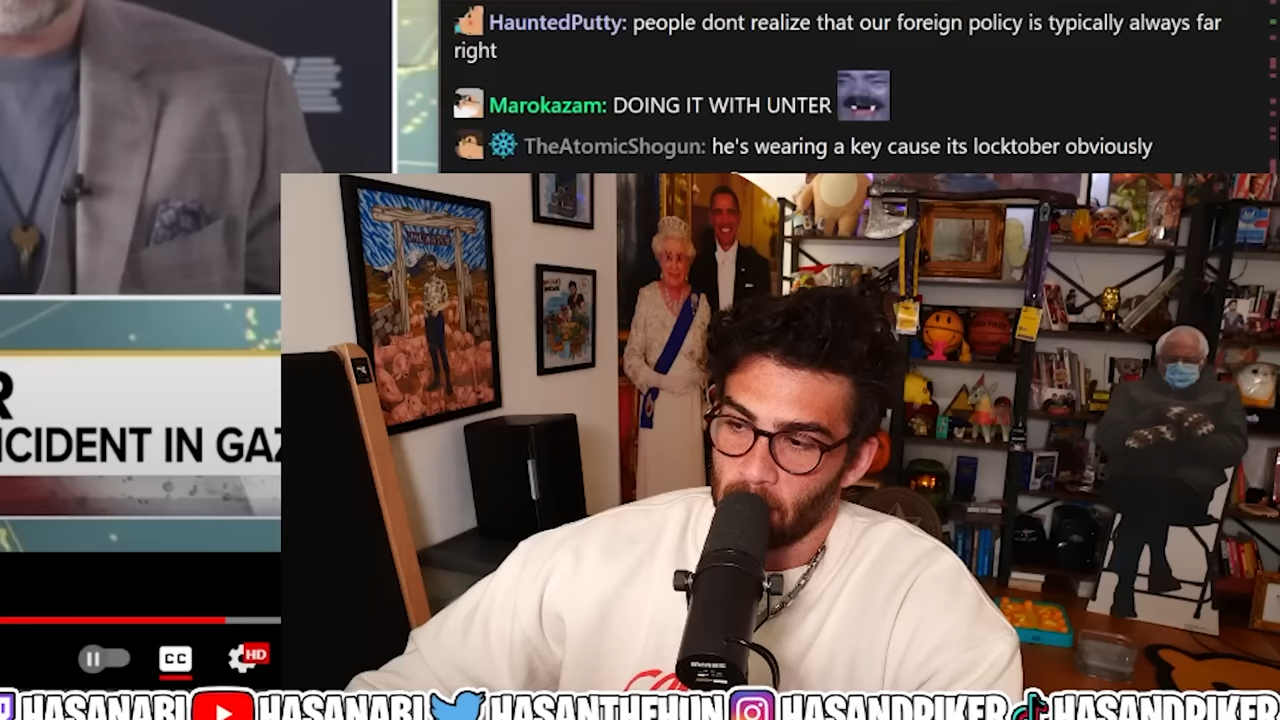 HauntedPutty: people dont realize that our foreign policy is typically always far
right
Marokazam: DOING IT WITH UNTER
TheAtomicShogun: he's wearing a key cause its locktober obviously
R
NCIDENT IN GAZ
CC
HD
HASANABI HASANABI HASANTHEHUN HASANDPIKER HASANDPIKER